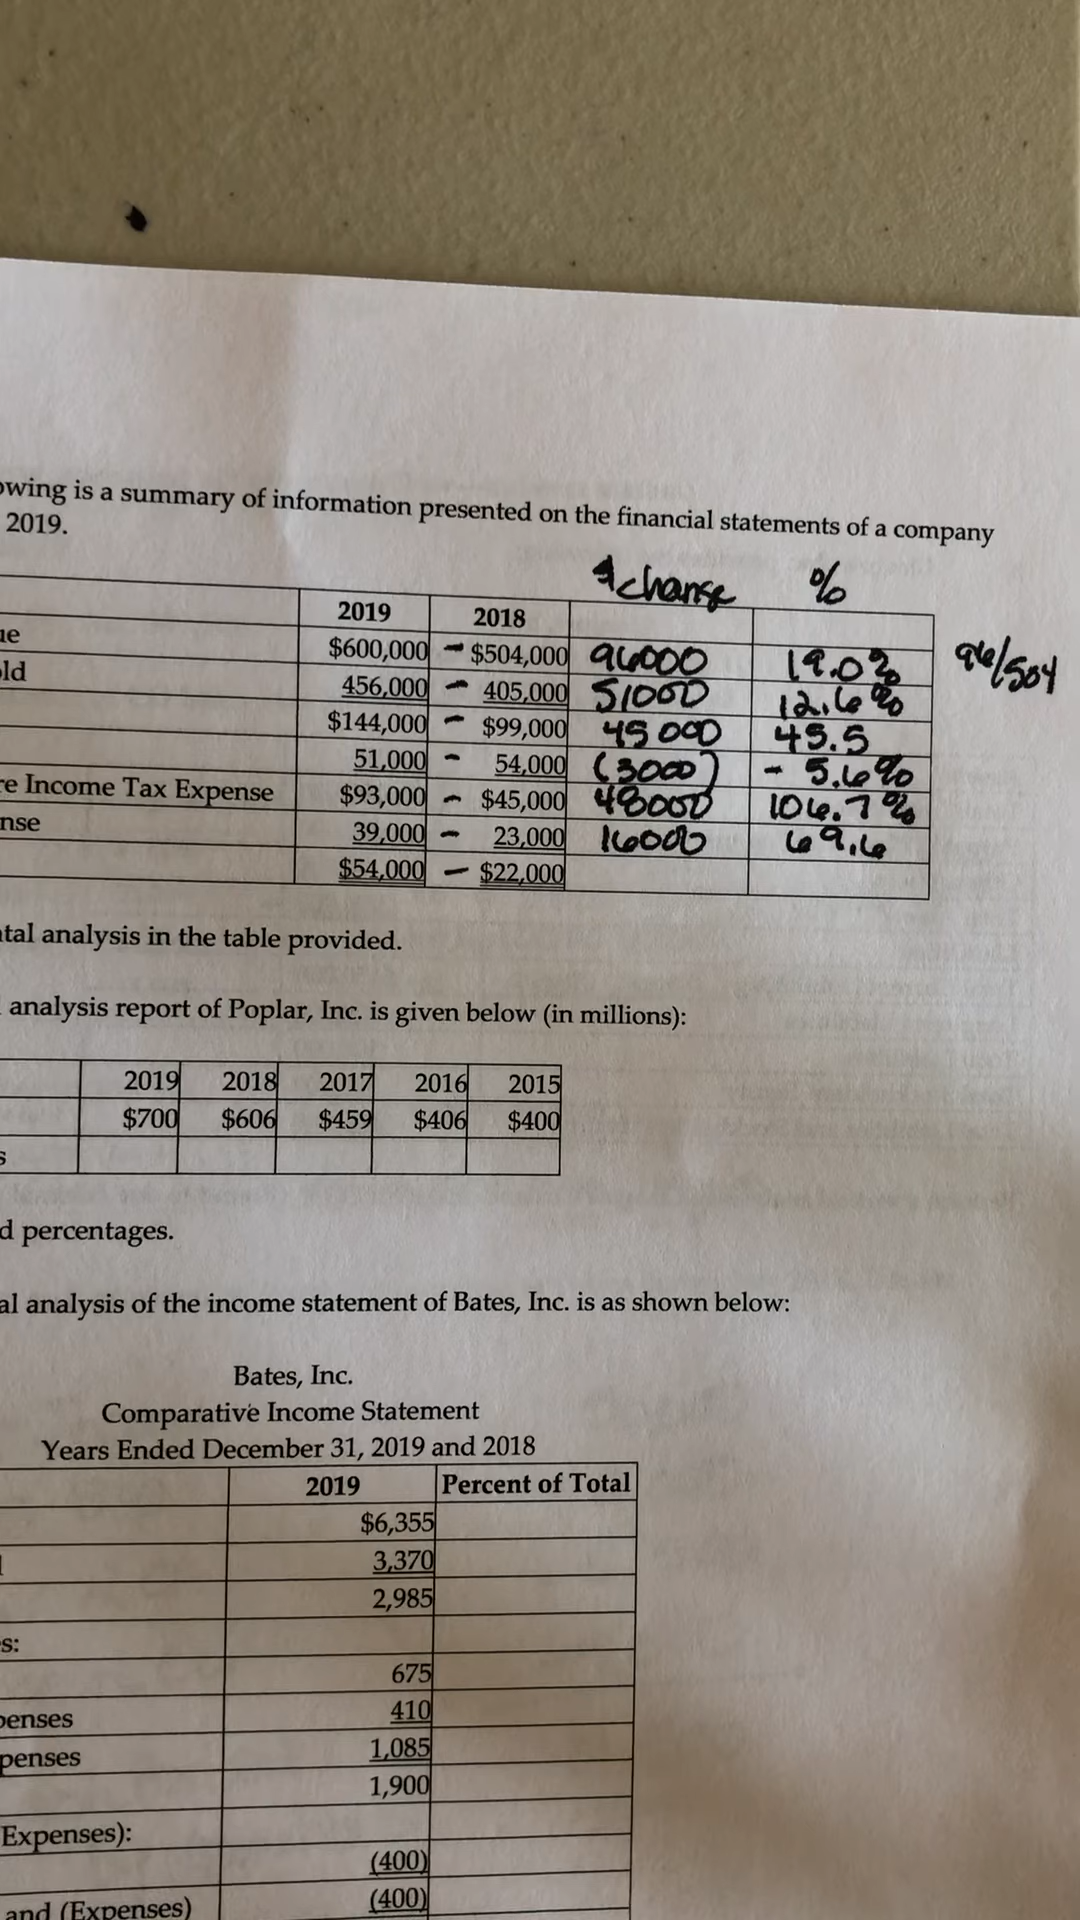 owing is a summary of information presented on the financial statements of a company
2019.
$ change %
2019 2018
ue $600,000 - $504,000 96000 19.0% 96/504
old 456,000 - 405,000 51000 12.6%
$144,000 - $99,000 45000 45.5
51,000 - 54,000 (3000) - 5.6%
re Income Tax Expense $93,000 - $45,000 48000 106.7%
nse 39,000 - 23,000 16000 69.6
$54,000 - $22,000
ntal analysis in the table provided.
analysis report of Poplar, Inc. is given below (in millions):
2019 2018 2017 2016 2015
$700 $606 $459 $406 $400
s
d percentages.
al analysis of the income statement of Bates, Inc. is as shown below:
Bates, Inc.
Comparative Income Statement
Years Ended December 31, 2019 and 2018
2019 Percent of Total
$6,355
3,370
2,985
s:
675
penses 410
penses 1,085
1,900
Expenses):
(400)
and (Expenses) (400)